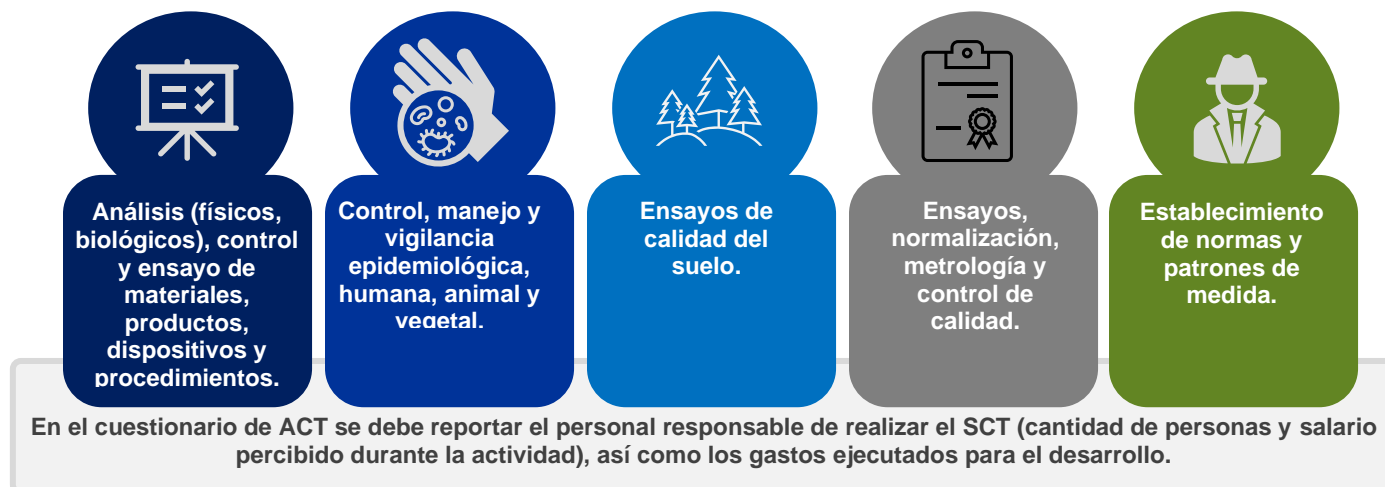 Análisis (físicos,
biológicos), control
y ensayo de
materiales,
productos,
dispositivos y
procedimientos.
Control, manejo y
vigilancia
epidemiológica,
humana, animal y
vegetal.
Ensayos de
calidad del
suelo.
Ensayos,
normalización,
metrología y
control de
calidad.
Establecimiento
de normas y
patrones de
medida.
En el cuestionario de ACT se debe reportar el personal responsable de realizar el SCT (cantidad de personas y salario
percibido durante la actividad), así como los gastos ejecutados para el desarrollo.